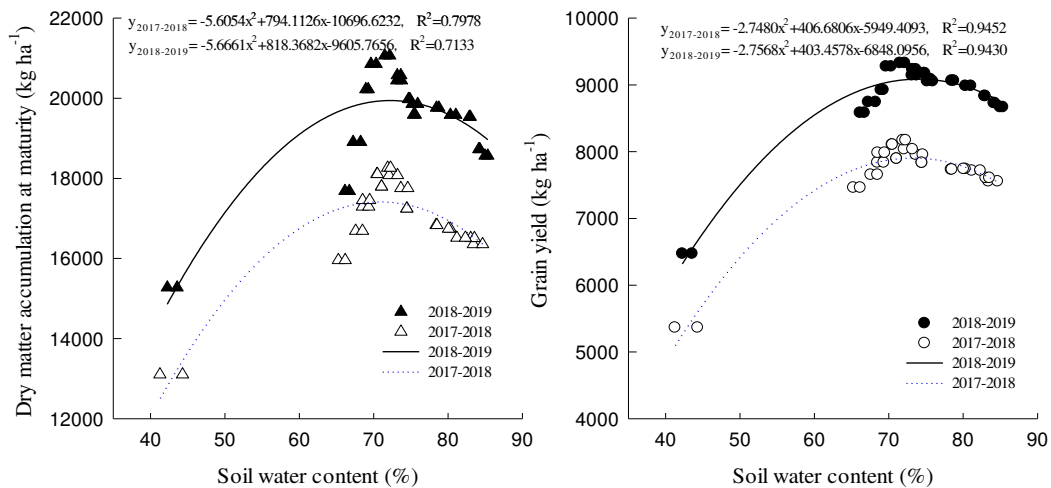 y2017-2018= -5.6054x²+794.1126x-10696.6232, R²=0.7978
y2018-2019= -5.6661x²+818.3682x-9605.7656, R²=0.7133
Dry matter accumulation at maturity (kg ha⁻¹)
22000
20000
18000
16000
14000
12000
2018-2019
2017-2018
2018-2019
2017-2018
40 50 60 70 80 90
Soil water content (%)
y2017-2018= -2.7480x²+406.6806x-5949.4093, R²=0.9452
y2018-2019= -2.7568x²+403.4578x-6848.0956, R²=0.9430
Grain yield (kg ha⁻¹)
10000
9000
8000
7000
6000
5000
4000
2018-2019
2017-2018
2018-2019
2017-2018
40 50 60 70 80 90
Soil water content (%)